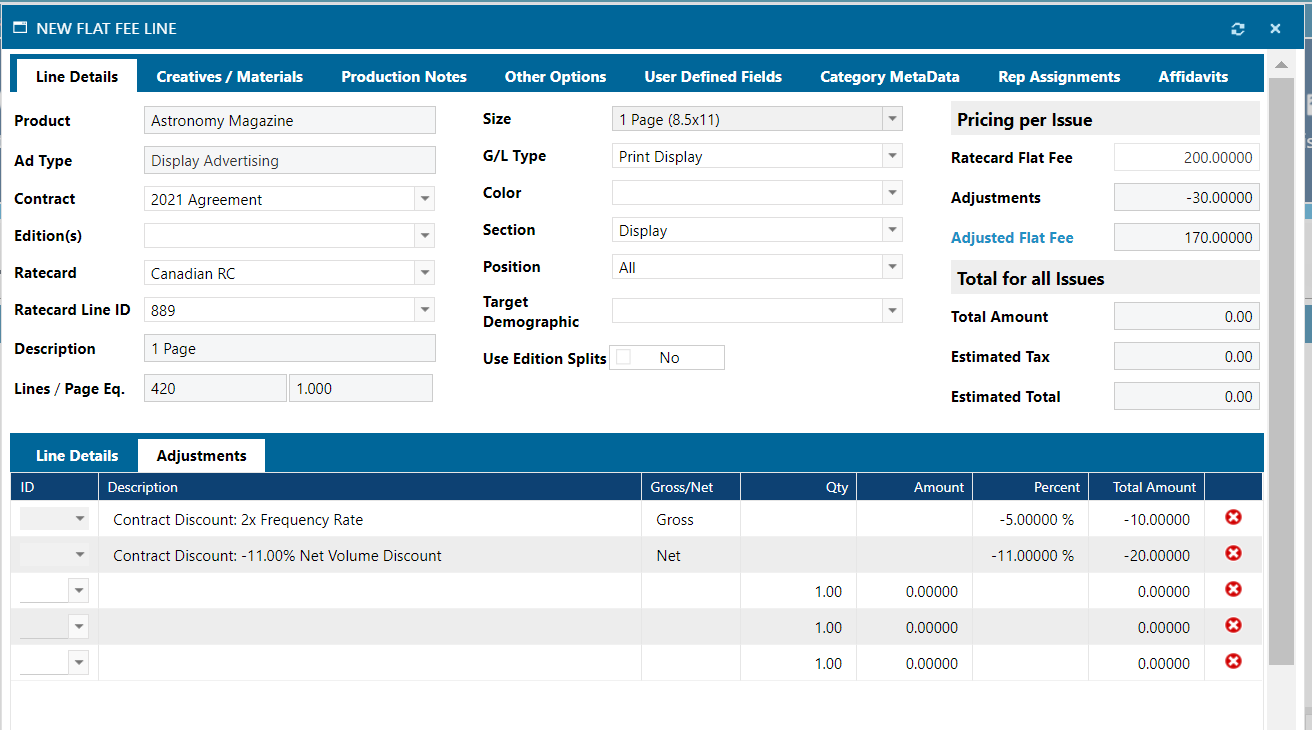 NEW FLAT FEE LINE
Line Details Creatives / Materials Production Notes Other Options User Defined Fields Category MetaData Rep Assignments Affidavits
Product Astronomy Magazine
Ad Type Display Advertising
Contract 2021 Agreement
Edition(s)
Ratecard Canadian RC
Ratecard Line ID 889
Description 1 Page
Lines / Page Eq. 420 1.000
Size 1 Page (8.5x11)
G/L Type Print Display
Color
Section Display
Position All
Target
Demographic
Use Edition Splits No
Pricing per Issue
Ratecard Flat Fee 200.00000
Adjustments -30.00000
Adjusted Flat Fee 170.00000
Total for all Issues
Total Amount 0.00
Estimated Tax 0.00
Estimated Total 0.00
Line Details Adjustments
ID Description Gross/Net Qty Amount Percent Total Amount
Contract Discount: 2x Frequency Rate Gross -5.00000 % -10.00000
Contract Discount: -11.00% Net Volume Discount Net -11.00000 % -20.00000
1.00 0.00000 0.00000
1.00 0.00000 0.00000
1.00 0.00000 0.00000